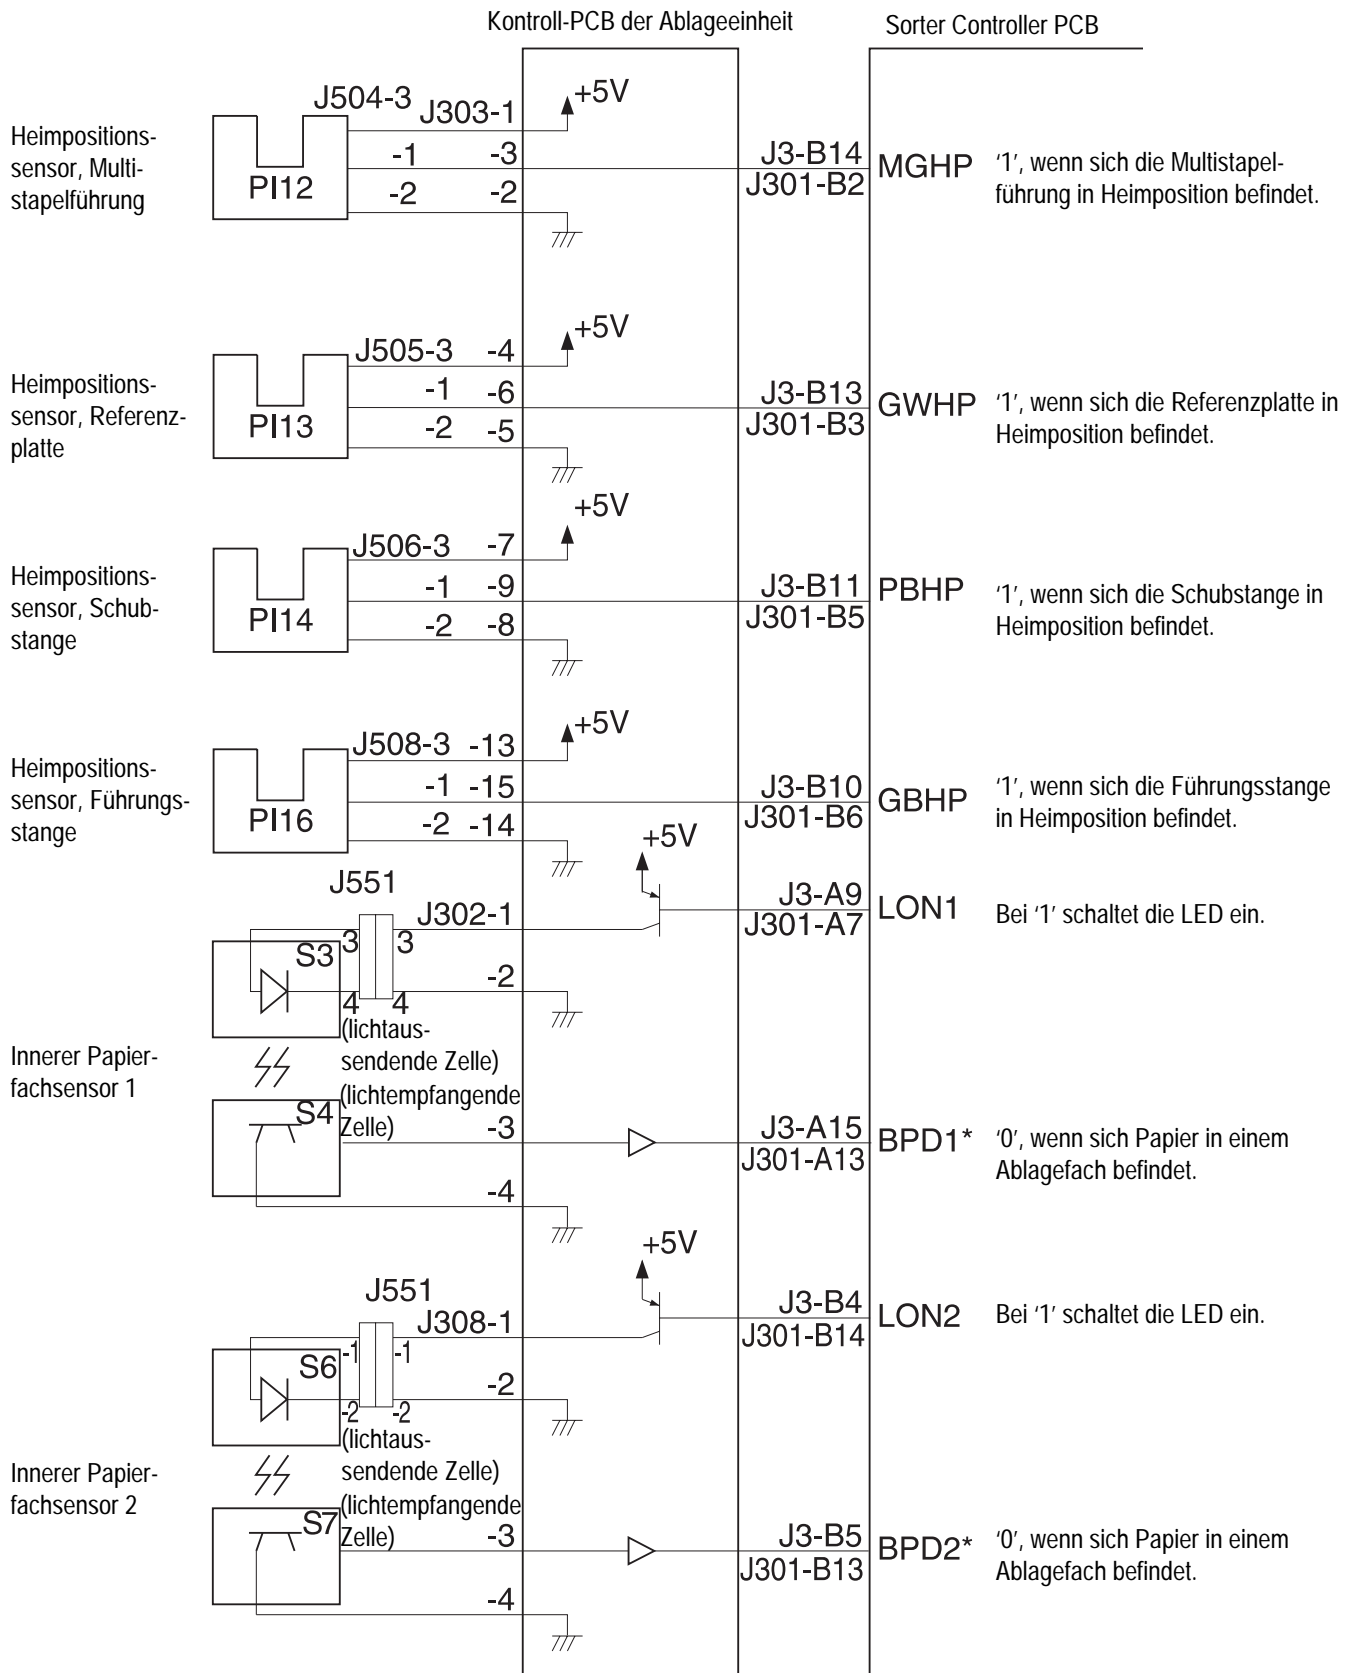 Kontroll-PCB der Ablageeinheit
Sorter Controller PCB
Heimpositions-
sensor, Multi-
stapelführung
PI12
J504-3
J303-1
+5V
-1
-3
-2
-2
J3-B14
J301-B2
MGHP
'1', wenn sich die Multistapel-
führung in Heimposition befindet.
Heimpositions-
sensor, Referenz-
platte
PI13
J505-3
-4
+5V
-1
-6
-2
-5
J3-B13
J301-B3
GWHP
'1', wenn sich die Referenzplatte in
Heimposition befindet.
Heimpositions-
sensor, Schub-
stange
PI14
J506-3
-7
+5V
-1
-9
-2
-8
J3-B11
J301-B5
PBHP
'1', wenn sich die Schubstange in
Heimposition befindet.
Heimpositions-
sensor, Führungs-
stange
PI16
J508-3
-13
+5V
-1
-15
-2
-14
J3-B10
J301-B6
GBHP
'1', wenn sich die Führungsstange
in Heimposition befindet.
Innerer Papier-
fachsensor 1
J551
J302-1
+5V
S3
3
3
4
4
-2
J3-A9
J301-A7
LON1
Bei '1' schaltet die LED ein.
(lichtaus-
sendende Zelle)
(lichtempfangende
Zelle)
S4
-3
-4
J3-A15
J301-A13
BPD1*
'0', wenn sich Papier in einem
Ablagefach befindet.
Innerer Papier-
fachsensor 2
J551
J308-1
+5V
S6
-1
-1
-2
-2
-2
J3-B4
J301-B14
LON2
Bei '1' schaltet die LED ein.
(lichtaus-
sendende Zelle)
(lichtempfangende
Zelle)
S7
-3
-4
J3-B5
J301-B13
BPD2*
'0', wenn sich Papier in einem
Ablagefach befindet.